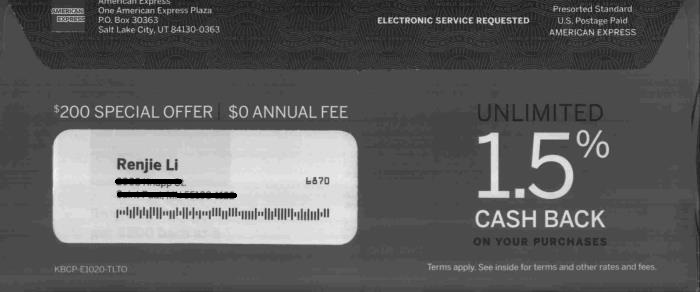 American Express
AMERICAN EXPRESS
One American Express Plaza
P.O. Box 30363
Salt Lake City, UT 84130-0363
ELECTRONIC SERVICE REQUESTED
Presorted Standard
U.S. Postage Paid
AMERICAN EXPRESS
$200 SPECIAL OFFER | $0 ANNUAL FEE
Renjie Li
6870
UNLIMITED
1.5%
CASH BACK
ON YOUR PURCHASES
KBCP-E1020-TLTO
Terms apply. See inside for terms and other rates and fees.